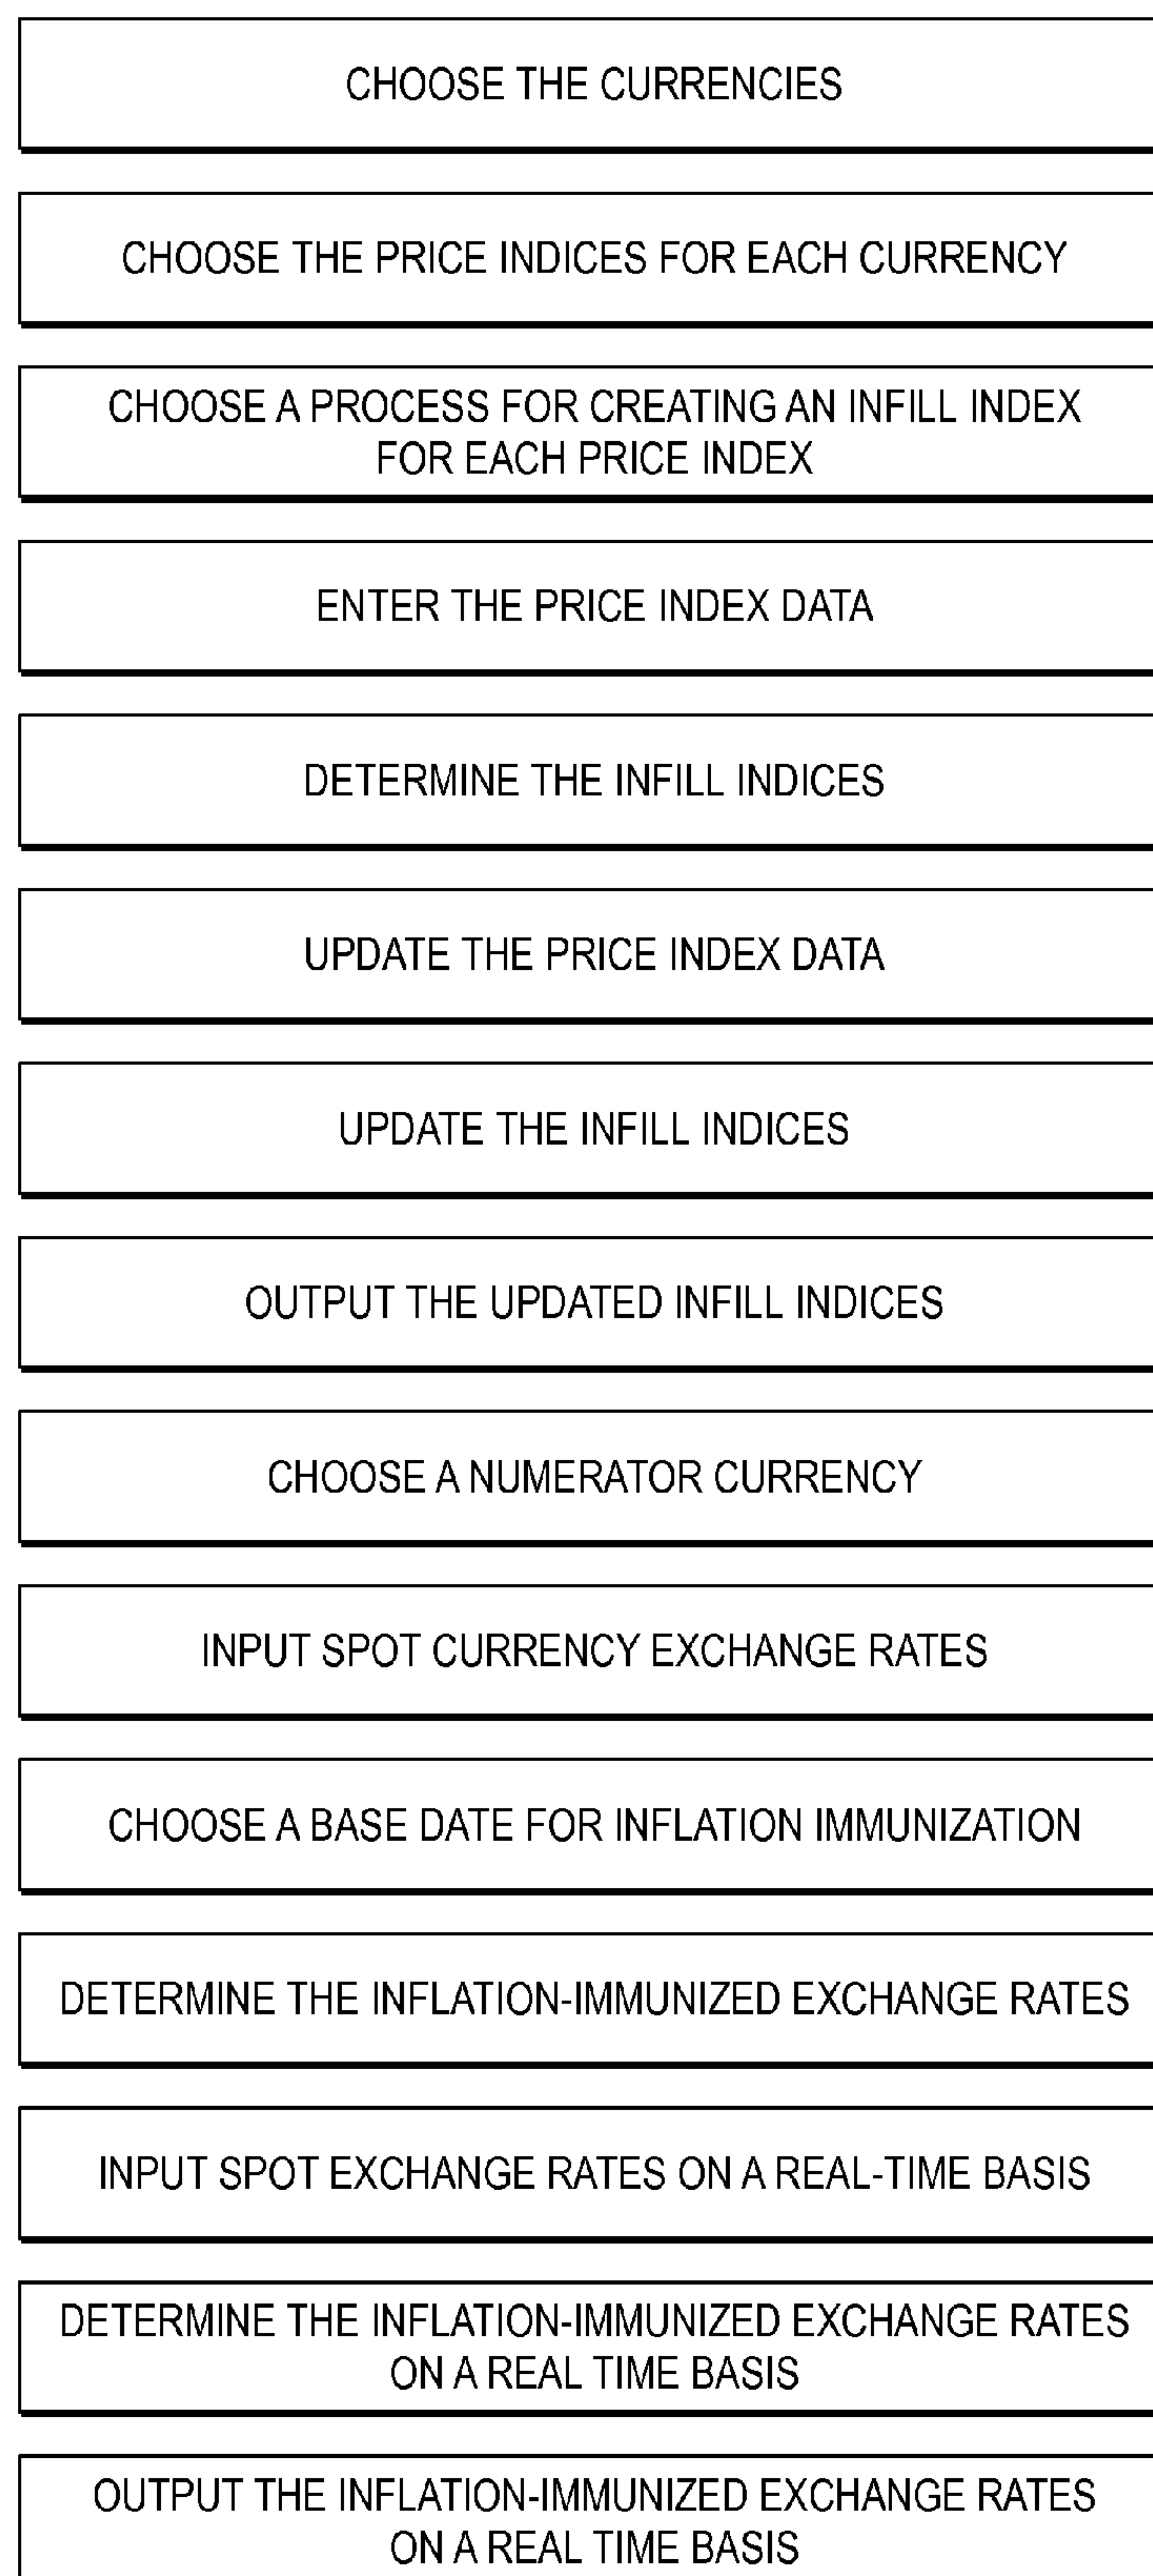 CHOOSE THE CURRENCIES
CHOOSE THE PRICE INDICES FOR EACH CURRENCY
CHOOSE A PROCESS FOR CREATING AN INFILL INDEX
FOR EACH PRICE INDEX
ENTER THE PRICE INDEX DATA
DETERMINE THE INFILL INDICES
UPDATE THE PRICE INDEX DATA
UPDATE THE INFILL INDICES
OUTPUT THE UPDATED INFILL INDICES
CHOOSE A NUMERATOR CURRENCY
INPUT SPOT CURRENCY EXCHANGE RATES
CHOOSE A BASE DATE FOR INFLATION IMMUNIZATION
DETERMINE THE INFLATION-IMMUNIZED EXCHANGE RATES
INPUT SPOT EXCHANGE RATES ON A REAL-TIME BASIS
DETERMINE THE INFLATION-IMMUNIZED EXCHANGE RATES
ON A REAL TIME BASIS
OUTPUT THE INFLATION-IMMUNIZED EXCHANGE RATES
ON A REAL TIME BASIS